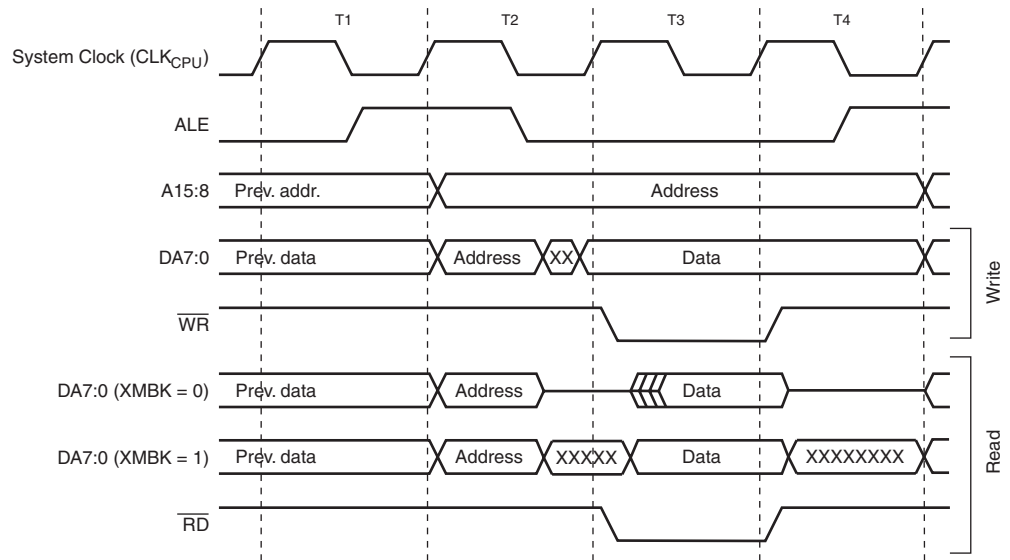 T1 T2 T3 T4
System Clock (CLKCPU)
ALE
A15:8 Prev. addr. Address
DA7:0 Prev. data Address XX Data
WR
Write
DA7:0 (XMBK = 0) Prev. data Address Data
DA7:0 (XMBK = 1) Prev. data Address XXXXX Data XXXXXXXX
RD
Read